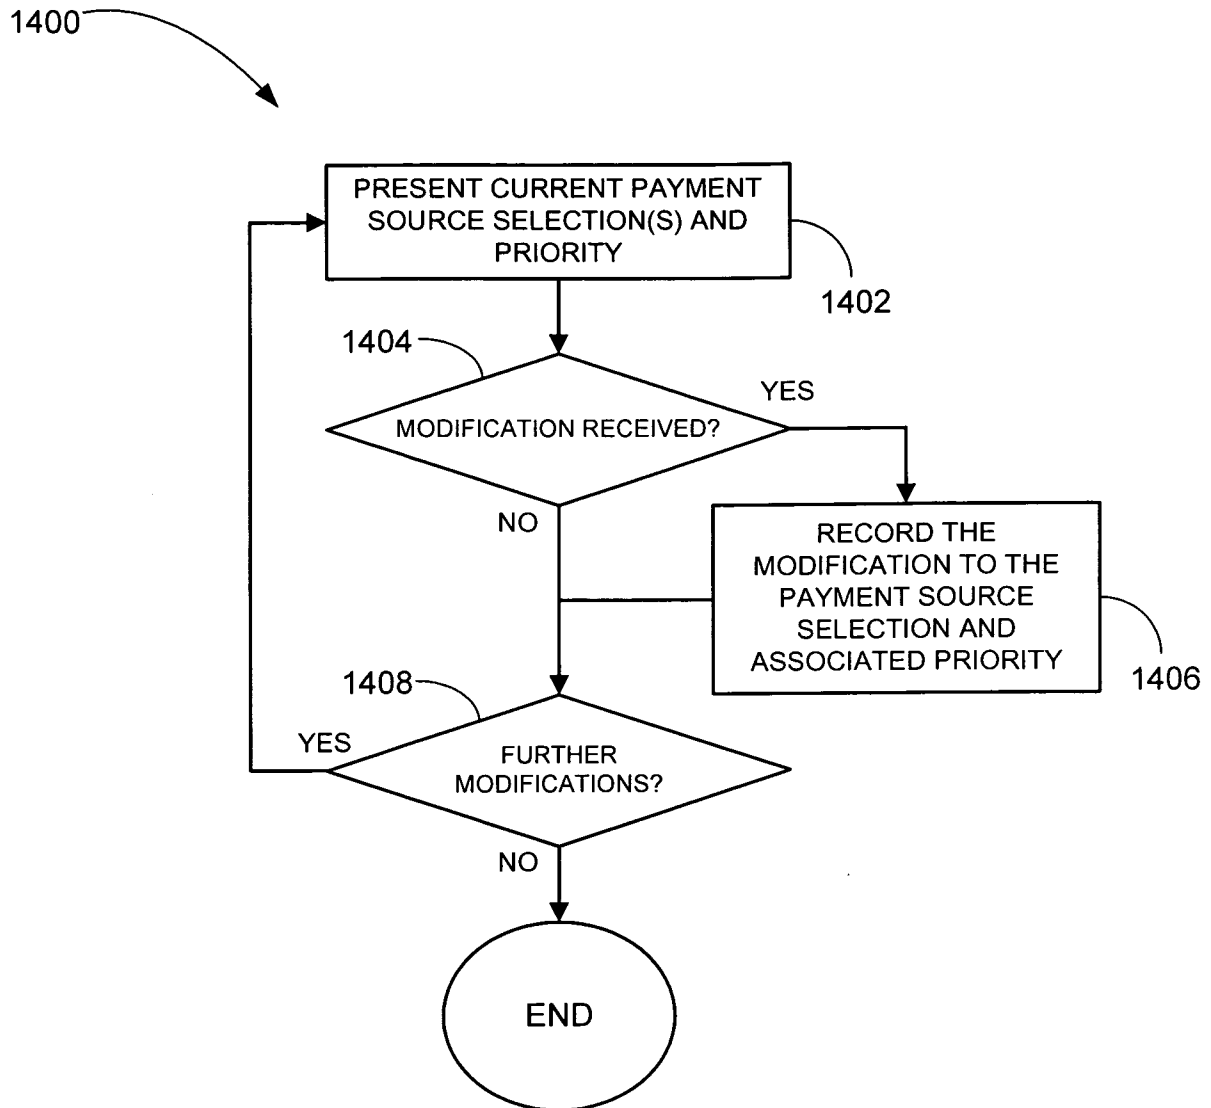 1400
PRESENT CURRENT PAYMENT
SOURCE SELECTION(S) AND
PRIORITY
1402
1404
YES
MODIFICATION RECEIVED?
NO
RECORD THE
MODIFICATION TO THE
PAYMENT SOURCE
SELECTION AND
ASSOCIATED PRIORITY
1406
1408
YES
FURTHER
MODIFICATIONS?
NO
END